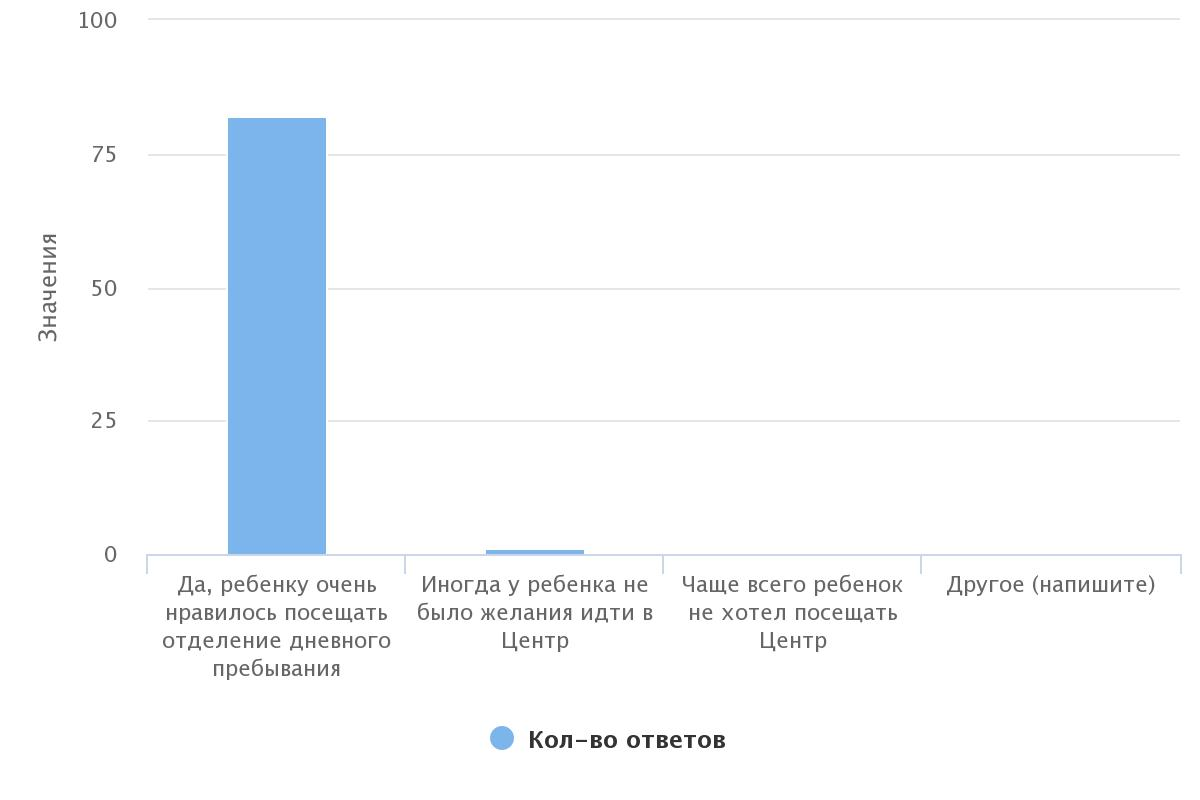 100
75
50
25
0
Значения
Да, ребенку очень
нравилось посещать
отделение дневного
пребывания
Иногда у ребенка не
было желания идти в
Центр
Чаще всего ребенок
не хотел посещать
Центр
Другое (напишите)
Кол-во ответов